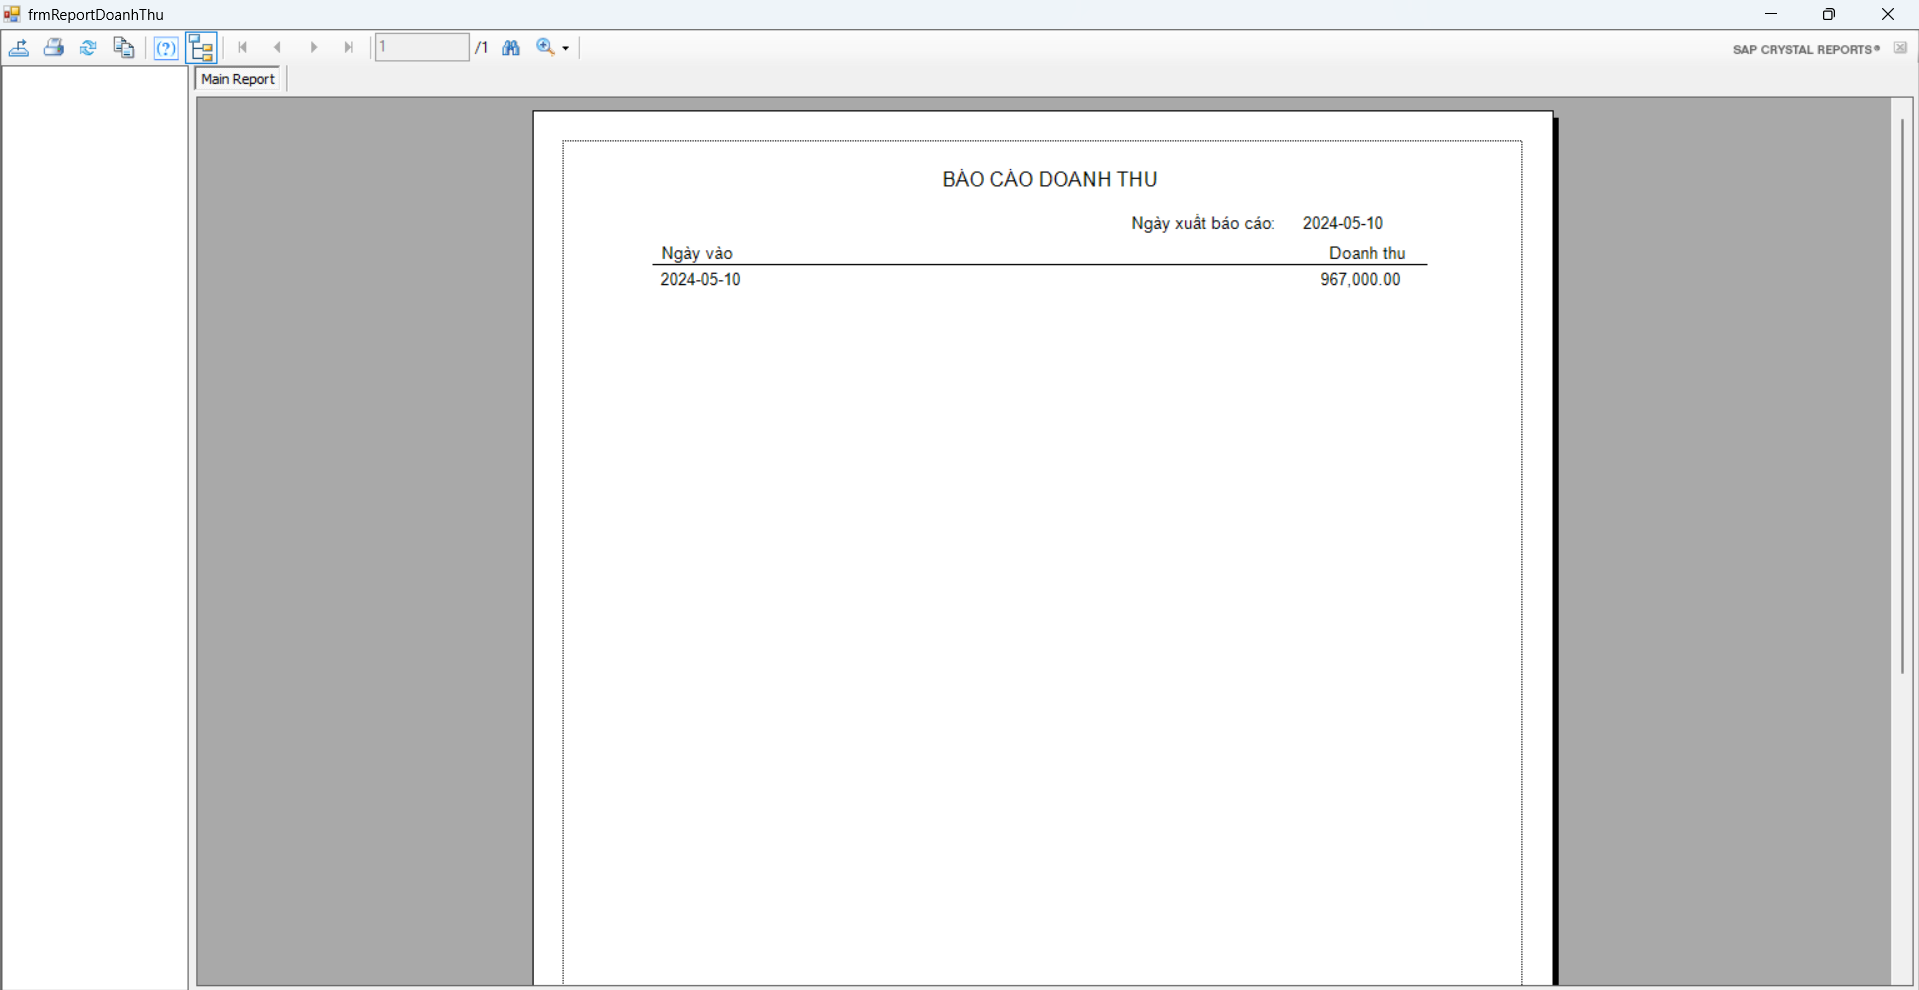 frmReportDoanhThu
1 /1
SAP CRYSTAL REPORTS®
Main Report
BÁO CÁO DOANH THU
Ngày xuất báo cáo: 2024-05-10
Ngày vào Doanh thu
2024-05-10 967,000.00